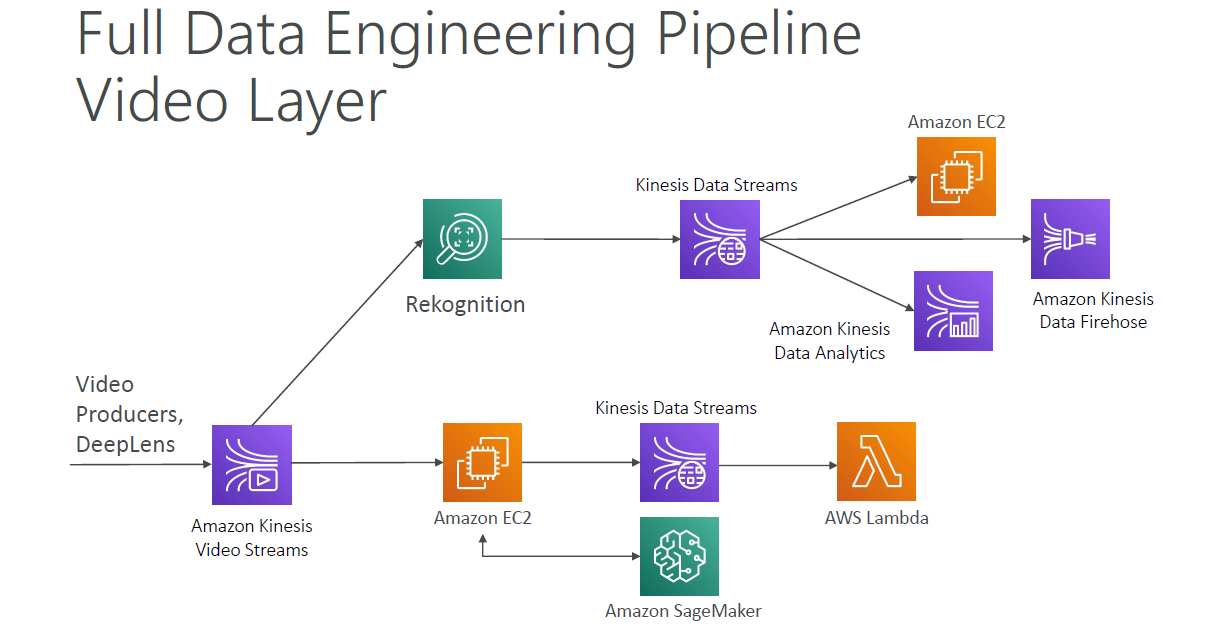 Full Data Engineering Pipeline
Video Layer
Amazon EC2
Kinesis Data Streams
Rekognition
Amazon Kinesis
Data Firehose
Amazon Kinesis
Data Analytics
Video
Producers,
DeepLens
Kinesis Data Streams
Amazon Kinesis
Video Streams
Amazon EC2
AWS Lambda
Amazon SageMaker